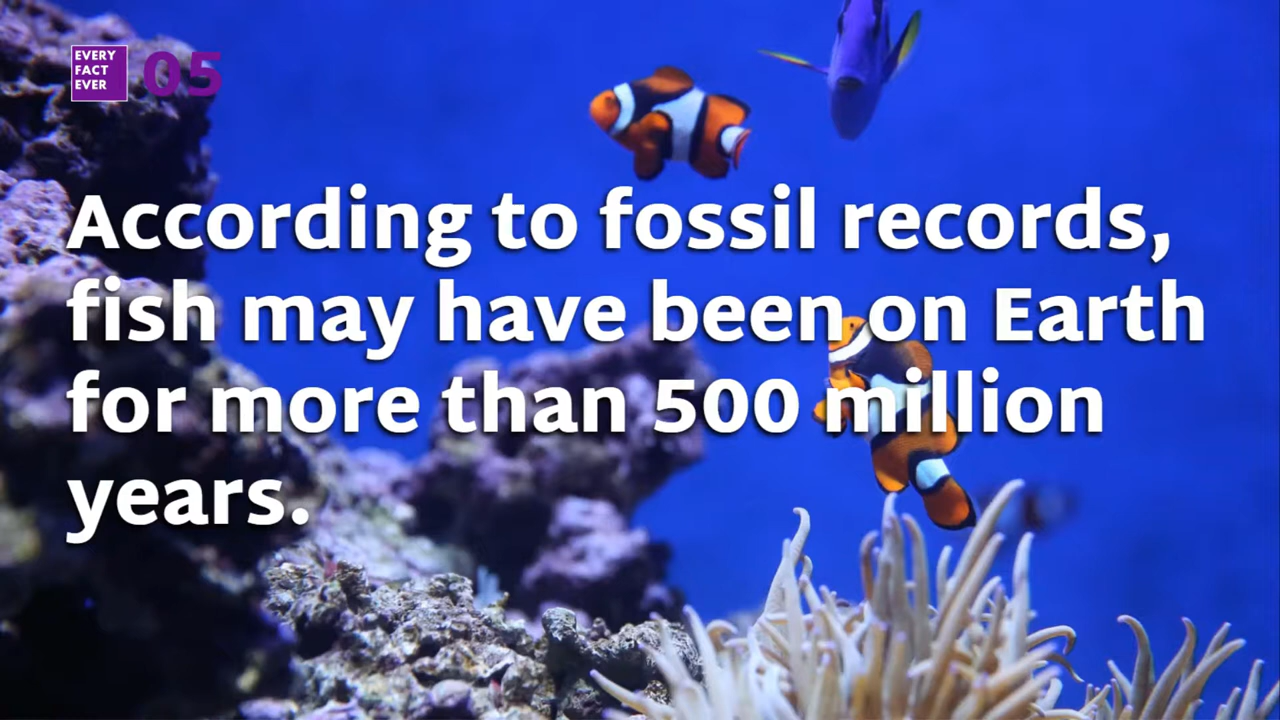 EVERY
FACT
EVER
05
According to fossil records,
fish may have been on Earth
for more than 500 million
years.